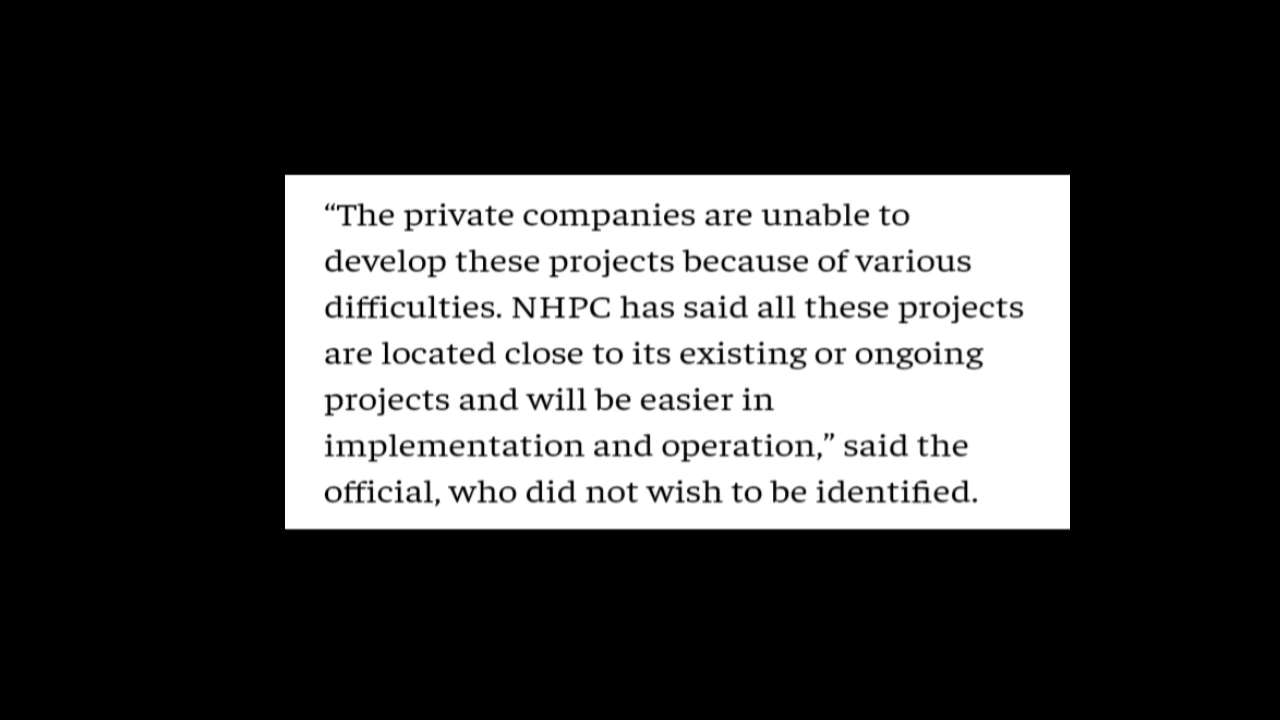 “The private companies are unable to
develop these projects because of various
difficulties. NHPC has said all these projects
are located close to its existing or ongoing
projects and will be easier in
implementation and operation,” said the
official, who did not wish to be identified.